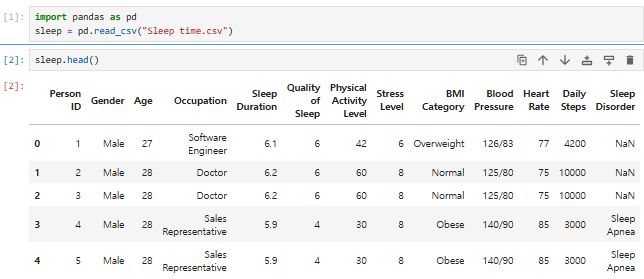 [1]: import pandas as pd
sleep = pd.read_csv("Sleep time.csv")
[2]: sleep.head()
[2]:
Person ID Gender Age Occupation Sleep Duration Quality of Sleep Physical Activity Level Stress Level BMI Category Blood Pressure Heart Rate Daily Steps Sleep Disorder
0 1 Male 27 Software Engineer 6.1 6 42 6 Overweight 126/83 77 4200 NaN
1 2 Male 28 Doctor 6.2 6 60 8 Normal 125/80 75 10000 NaN
2 3 Male 28 Doctor 6.2 6 60 8 Normal 125/80 75 10000 NaN
3 4 Male 28 Sales Representative 5.9 4 30 8 Obese 140/90 85 3000 Sleep Apnea
4 5 Male 28 Sales Representative 5.9 4 30 8 Obese 140/90 85 3000 Sleep Apnea